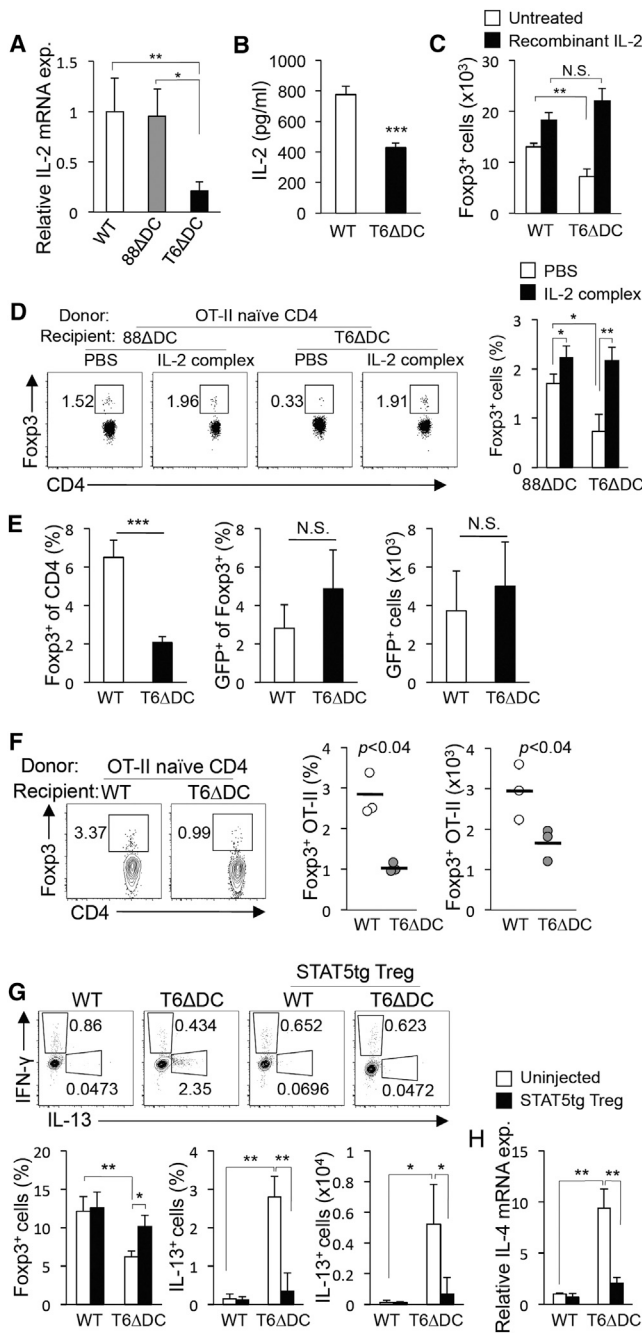 A
Relative IL-2 mRNA exp.
1.5
1
0.5
0
**
*
WT
88ΔDC
T6ΔDC
B
IL-2 (pg/ml)
1000
800
600
400
200
0
***
WT T6ΔDC
Untreated
Recombinant IL-2
C
Foxp3+ cells (x10³)
30
20
10
0
N.S.
**
WT T6ΔDC
D
Donor: OT-II naïve CD4
Recipient: 88ΔDC T6ΔDC
PBS IL-2 complex PBS IL-2 complex
1.52 1.96 0.33 1.91
Foxp3
CD4
PBS
IL-2 complex
Foxp3+ cells (%)
3
2
1
0
*
* **
88ΔDC T6ΔDC
E
Foxp3+ of CD4 (%)
8
6
4
2
0
***
WT T6ΔDC
GFP+ of Foxp3+ (%)
8
6
4
2
0
N.S.
WT T6ΔDC
GFP+ cells (x10³)
8
6
4
2
0
N.S.
WT T6ΔDC
F
Donor: OT-II naïve CD4
Recipient: WT T6ΔDC
3.37 0.99
Foxp3
CD4
Foxp3+ OT-II (%)
4
3
2
1
0
p<0.04
WT T6ΔDC
Foxp3+ OT-II (x10³)
4
3
2
1
0
p<0.04
WT T6ΔDC
G
STAT5tg Treg
WT T6ΔDC WT T6ΔDC
0.86 0.434 0.652 0.623
0.0473 2.35 0.0696 0.0472
IFN-γ
IL-13
Foxp3+ cells (%)
20
15
10
5
0
**
*
WT T6ΔDC
IL-13+ cells (%)
4
3
2
1
0
** **
WT T6ΔDC
IL-13+ cells (x10⁴)
1
0.8
0.6
0.4
0.2
0
* *
WT T6ΔDC
Uninjected
STAT5tg Treg
H
Relative IL-4 mRNA exp.
15
10
5
0
** **
WT T6ΔDC